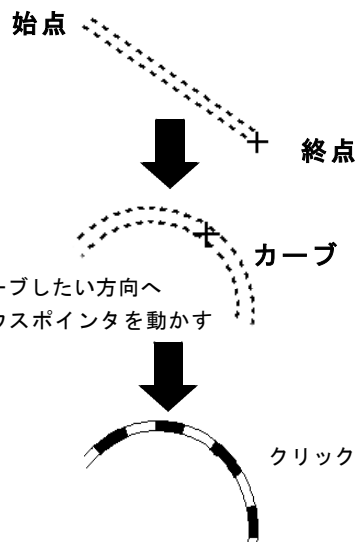 始点
終点
カーブ
ーブしたい方向へ
ウスポインタを動かす
クリック